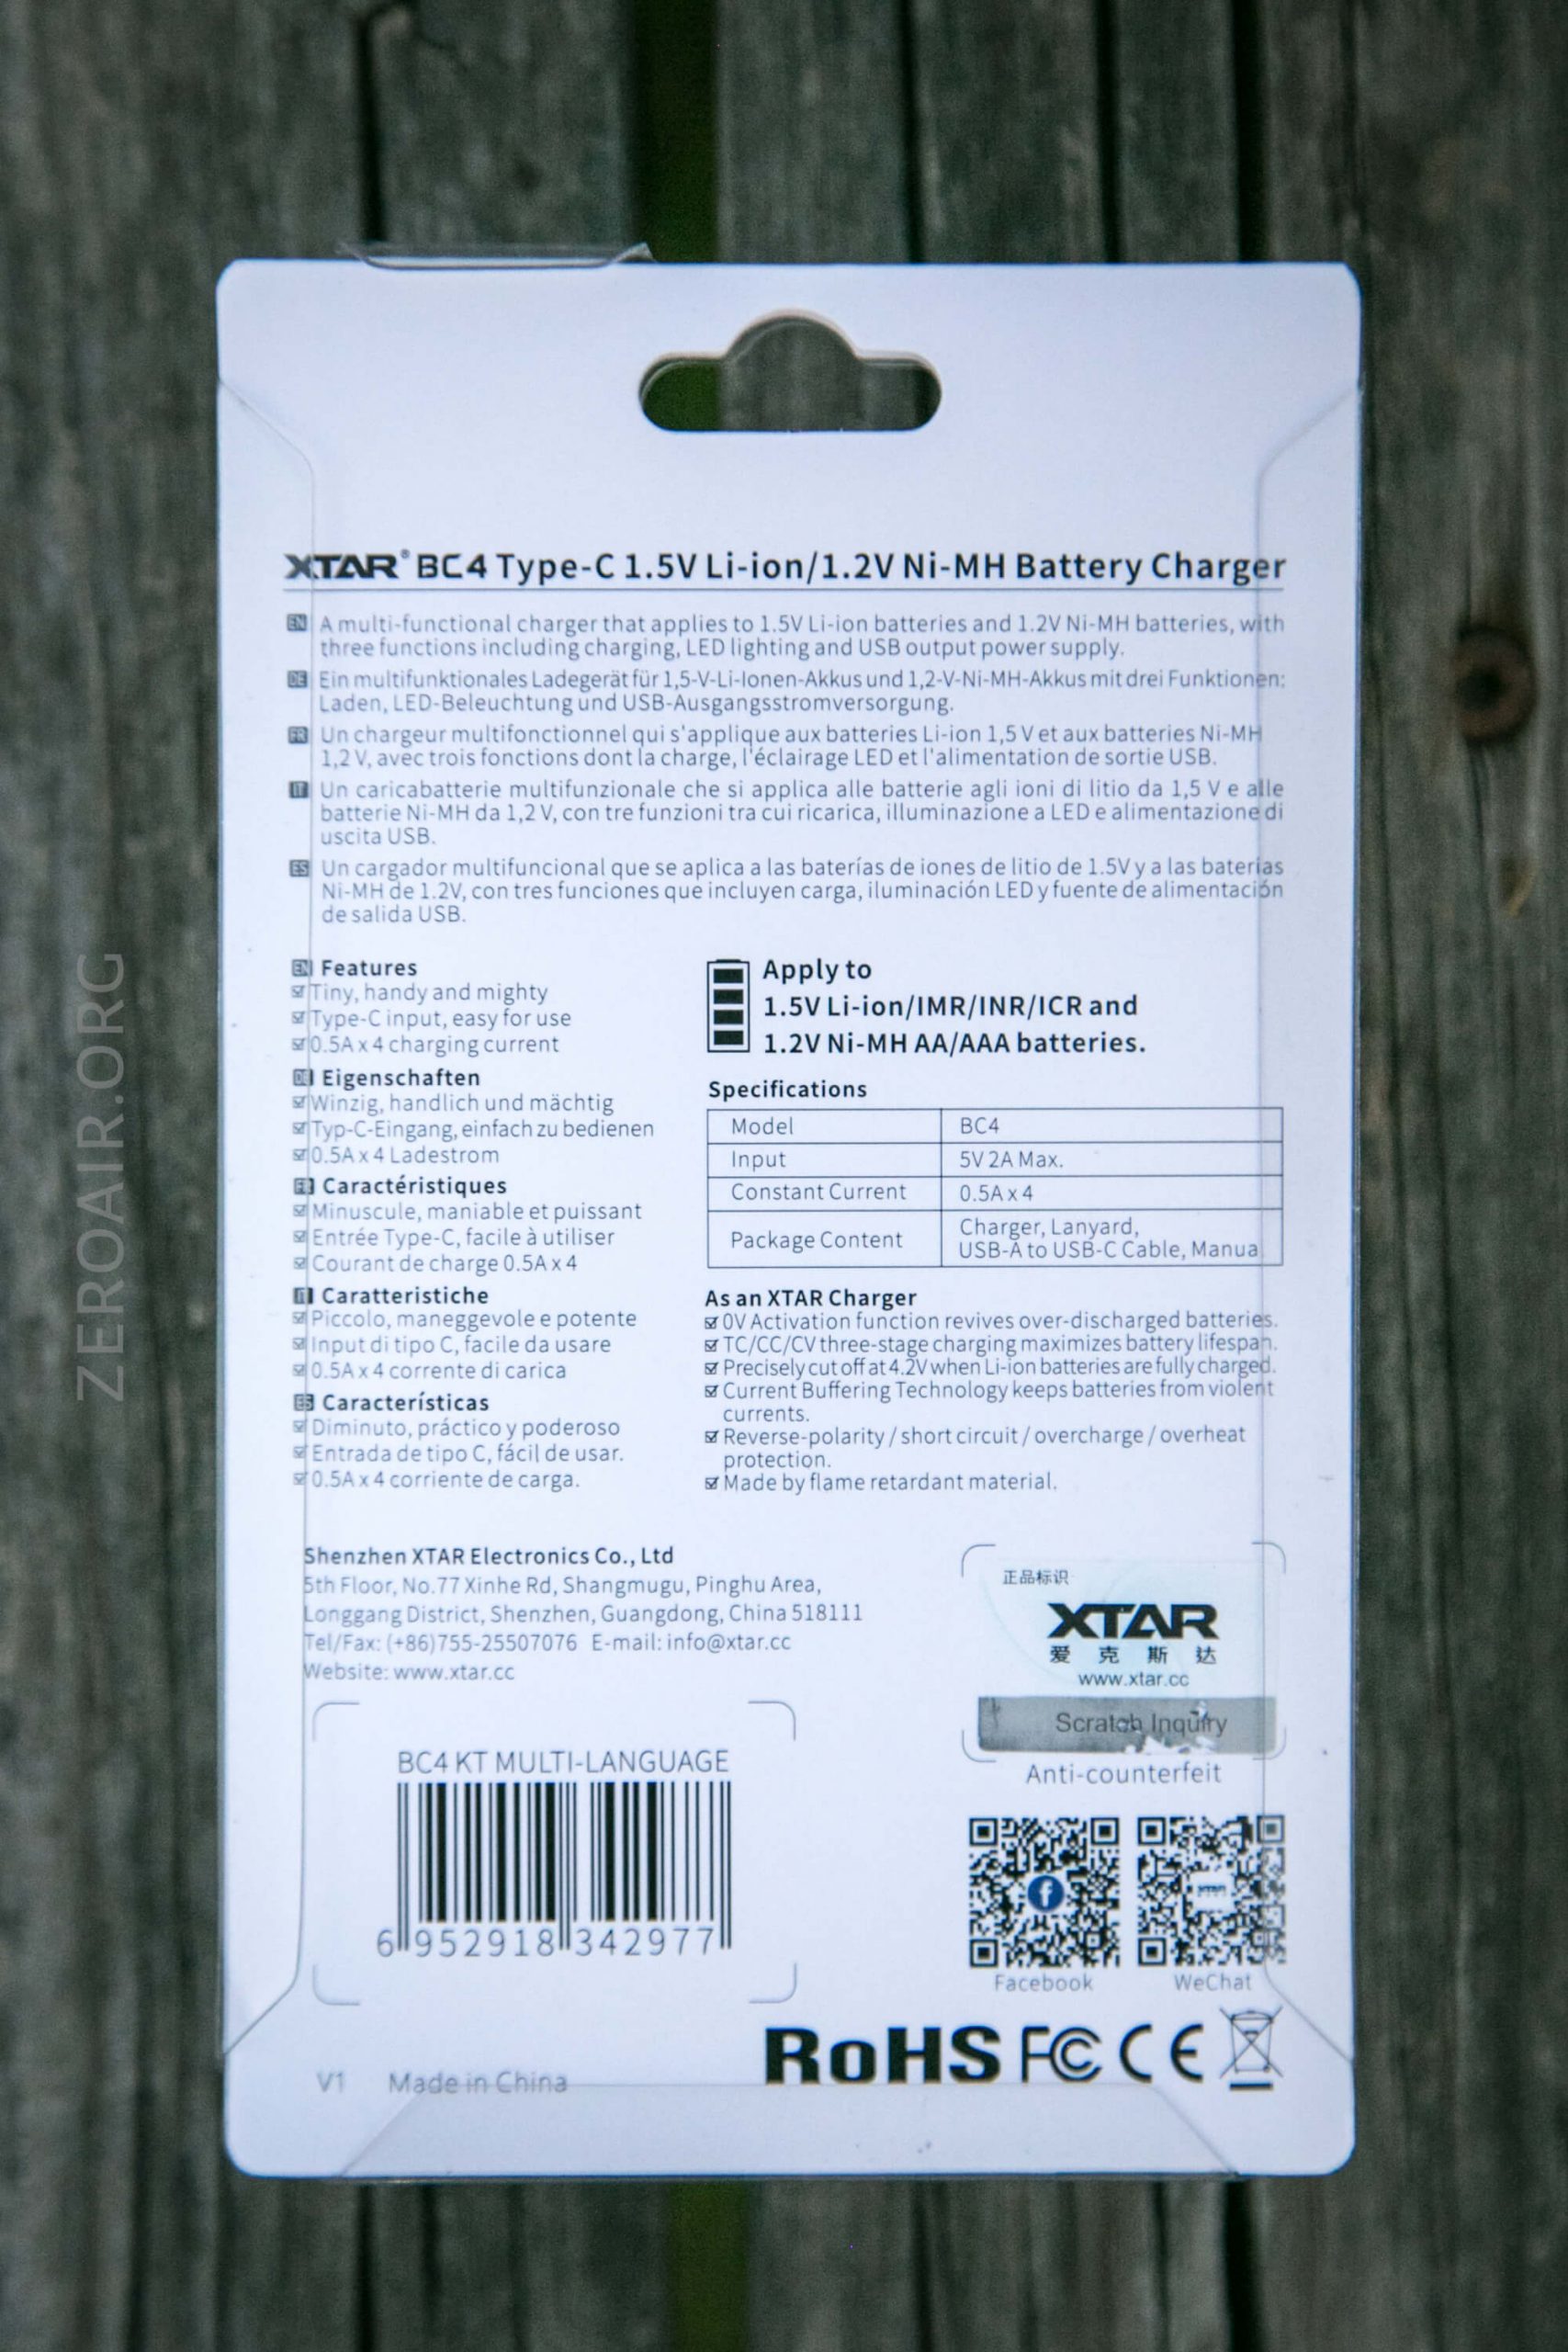 XTAR® BC4 Type-C 1.5V Li-ion/1.2V Ni-MH Battery Charger
EN A multi-functional charger that applies to 1.5V Li-ion batteries and 1.2V Ni-MH batteries, with
three functions including charging, LED lighting and USB output power supply.
DE Ein multifunktionales Ladegerät für 1,5-V-Li-Ionen-Akkus und 1,2-V-Ni-MH-Akkus mit drei Funktionen:
Laden, LED-Beleuchtung und USB-Ausgangsstromversorgung.
FR Un chargeur multifonctionnel qui s'applique aux batteries Li-ion 1,5 V et aux batteries Ni-MH
1,2 V, avec trois fonctions dont la charge, l'éclairage LED et l'alimentation de sortie USB.
IT Un caricabatterie multifunzionale che si applica alle batterie agli ioni di litio da 1,5 V e alle
batterie Ni-MH da 1,2 V, con tre funzioni tra cui ricarica, illuminazione a LED e alimentazione di
uscita USB.
ES Un cargador multifuncional que se aplica a las baterías de iones de litio de 1.5V y a las baterías
Ni-MH de 1.2V, con tres funciones que incluyen carga, iluminación LED y fuente de alimentación
de salida USB.
EN Features
Tiny, handy and mighty
Type-C input, easy for use
0.5A x 4 charging current
DE Eigenschaften
Winzig, handlich und mächtig
Typ-C-Eingang, einfach zu bedienen
0.5A x 4 Ladestrom
FR Caractéristiques
Minuscule, maniable et puissant
Entrée Type-C, facile à utiliser
Courant de charge 0.5A x 4
IT Caratteristiche
Piccolo, maneggevole e potente
Input di tipo C, facile da usare
0.5A x 4 corrente di carica
ES Características
Diminuto, práctico y poderoso
Entrada de tipo C, fácil de usar.
0.5A x 4 corriente de carga.
Apply to
1.5V Li-ion/IMR/INR/ICR and
1.2V Ni-MH AA/AAA batteries.
Specifications
Model BC4
Input 5V 2A Max.
Constant Current 0.5A x 4
Package Content Charger, Lanyard,
USB-A to USB-C Cable, Manua
As an XTAR Charger
0V Activation function revives over-discharged batteries.
TC/CC/CV three-stage charging maximizes battery lifespan.
Precisely cut off at 4.2V when Li-ion batteries are fully charged.
Current Buffering Technology keeps batteries from violent
currents.
Reverse-polarity / short circuit / overcharge / overheat
protection.
Made by flame retardant material.
Shenzhen XTAR Electronics Co., Ltd
5th Floor, No.77 Xinhe Rd, Shangmugu, Pinghu Area,
Longgang District, Shenzhen, Guangdong, China 518111
Tel/Fax: (+86)755-25507076 E-mail: info@xtar.cc
Website: www.xtar.cc
正品标识
XTAR
爱克斯达
www.xtar.cc
Scratch Inquiry
Anti-counterfeit
BC4 KT MULTI-LANGUAGE
6 952918 342977
f
XTAR
Facebook WeChat
RoHS FC CE
V1 Made in China
ZEROAIR.ORG